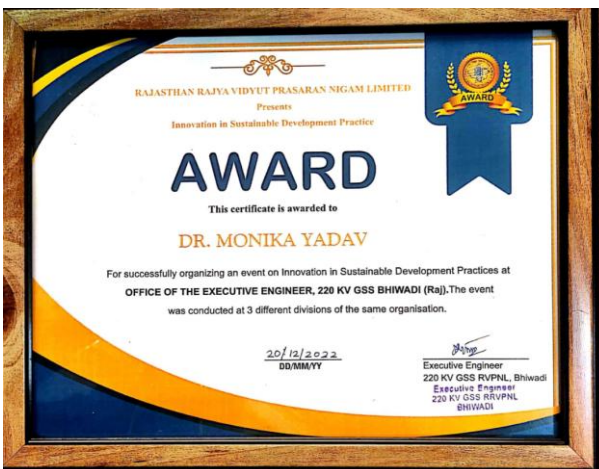 RAJASTHAN RAJYA VIDYUT PRASARAN NIGAM LIMITED
Presents
Innovation in Sustainable Development Practice
AWARD
AWARD
This certificate is awarded to
DR. MONIKA YADAV
For successfully organizing an event on Innovation in Sustainable Development Practices at
OFFICE OF THE EXECUTIVE ENGINEER, 220 KV GSS BHIWADI (Raj).The event
was conducted at 3 different divisions of the same organisation.
20/12/2022
DD/MM/YY
Executive Engineer
220 KV GSS RVPNL, Bhiwadi
Executive Engineer
220 KV GSS RRVPNL
BHIWADI